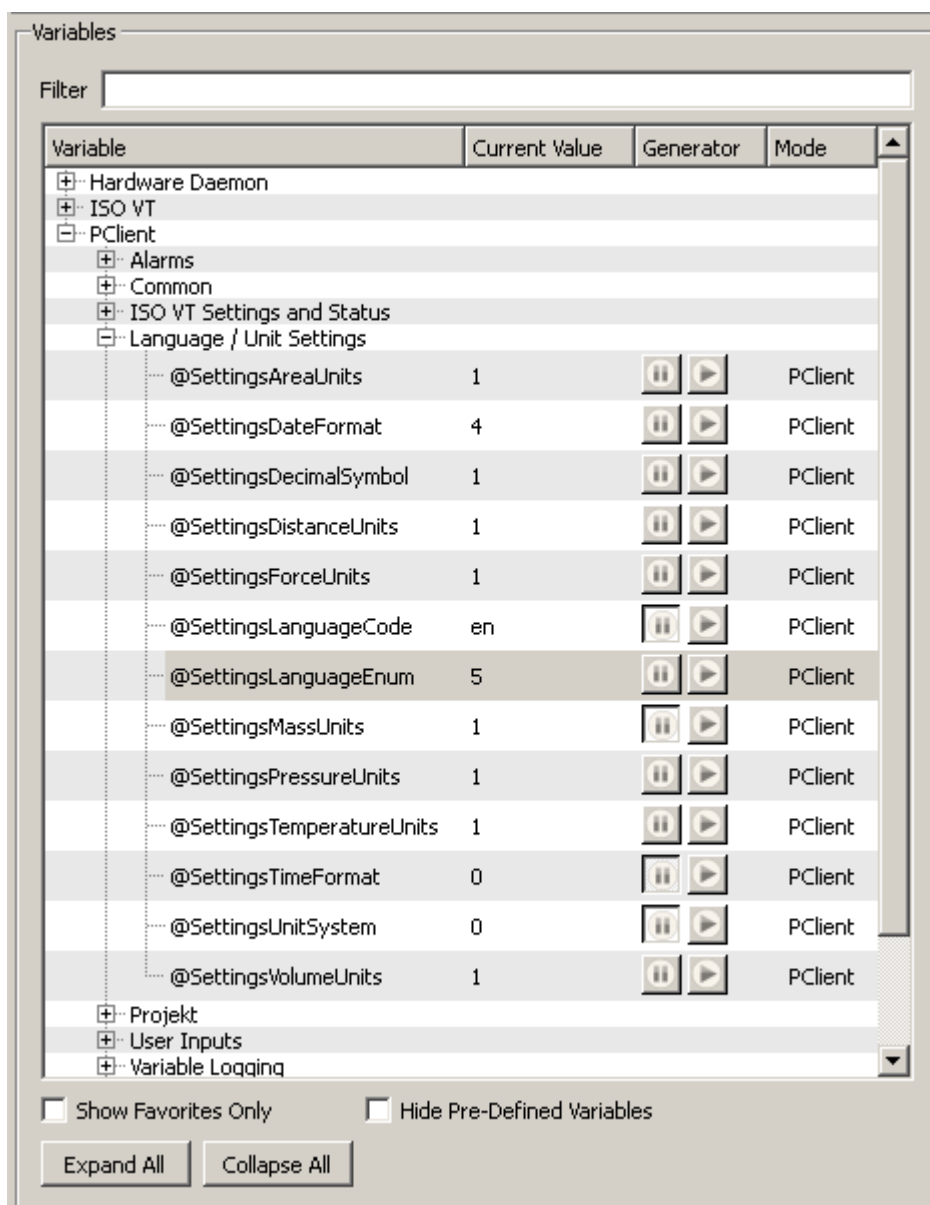 Variables
Filter
Variable Current Value Generator Mode
Hardware Daemon
ISO VT
PClient
Alarms
Common
ISO VT Settings and Status
Language / Unit Settings
@SettingsAreaUnits 1 PClient
@SettingsDateFormat 4 PClient
@SettingsDecimalSymbol 1 PClient
@SettingsDistanceUnits 1 PClient
@SettingsForceUnits 1 PClient
@SettingsLanguageCode en PClient
@SettingsLanguageEnum 5 PClient
@SettingsMassUnits 1 PClient
@SettingsPressureUnits 1 PClient
@SettingsTemperatureUnits 1 PClient
@SettingsTimeFormat 0 PClient
@SettingsUnitSystem 0 PClient
@SettingsVolumeUnits 1 PClient
Projekt
User Inputs
Variable Logging
Show Favorites Only Hide Pre-Defined Variables
Expand All Collapse All